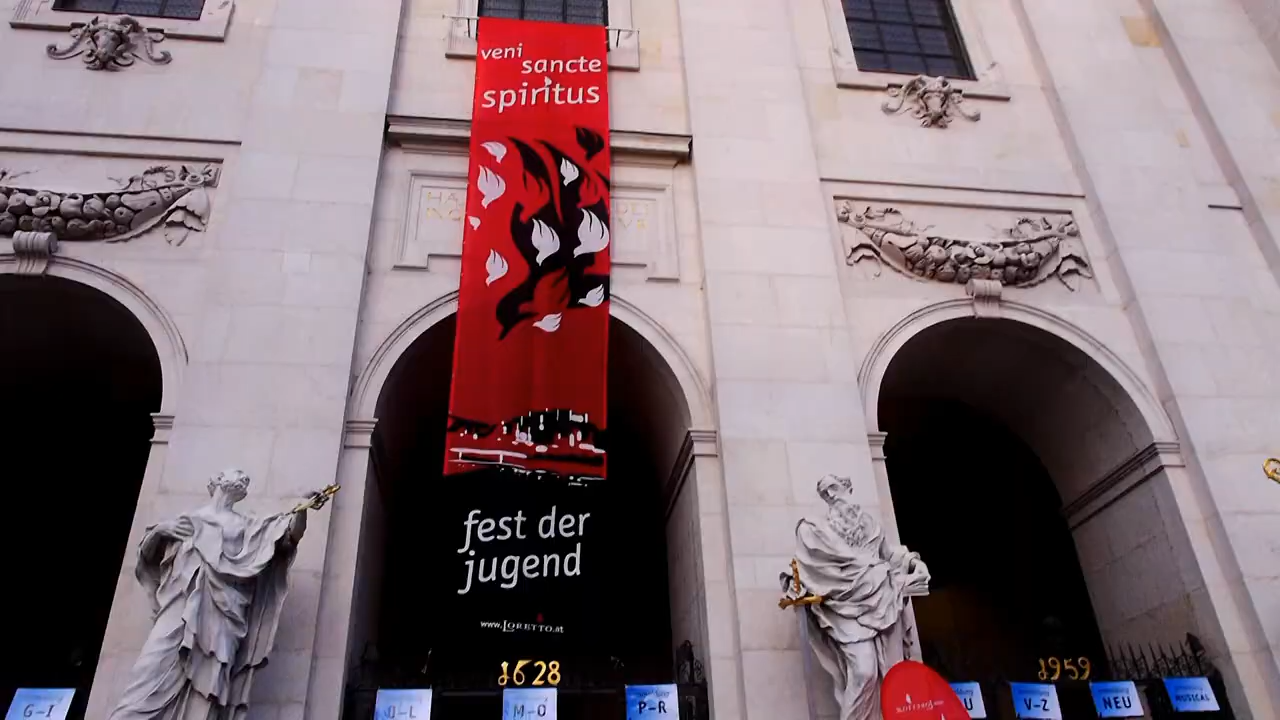 veni
sancte
spiritus
fest der
jugend
www.LORETTO.at
1628
1959
G-I
J-L
M-O
P-R
U
V-Z
NEU
MUSICAL